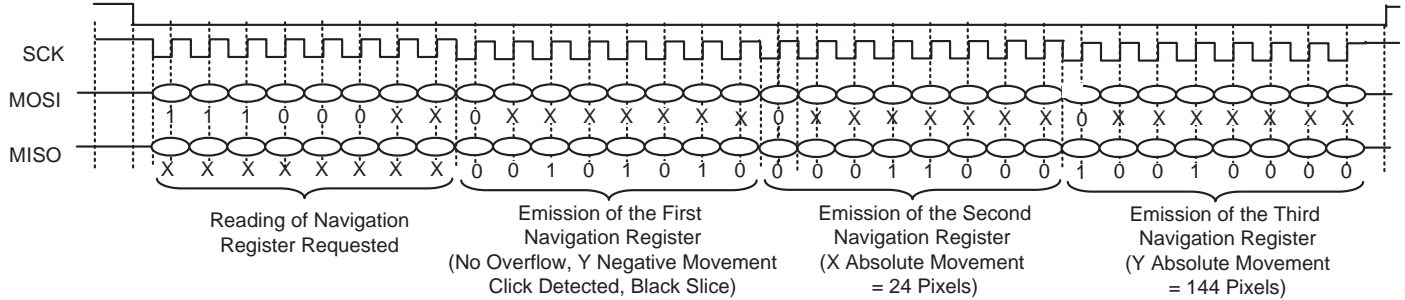 SCK
MOSI
1 1 1 0 0 0 X X 0 X X X X X X X 0 X X X X X X X 0 X X X X X X X
MISO
X X X X X X X X 0 0 1 0 1 0 1 0 0 0 0 1 1 0 0 0 1 0 0 1 0 0 0 0
Reading of Navigation
Register Requested
Emission of the First
Navigation Register
(No Overflow, Y Negative Movement
Click Detected, Black Slice)
Emission of the Second
Navigation Register
(X Absolute Movement
= 24 Pixels)
Emission of the Third
Navigation Register
(Y Absolute Movement
= 144 Pixels)